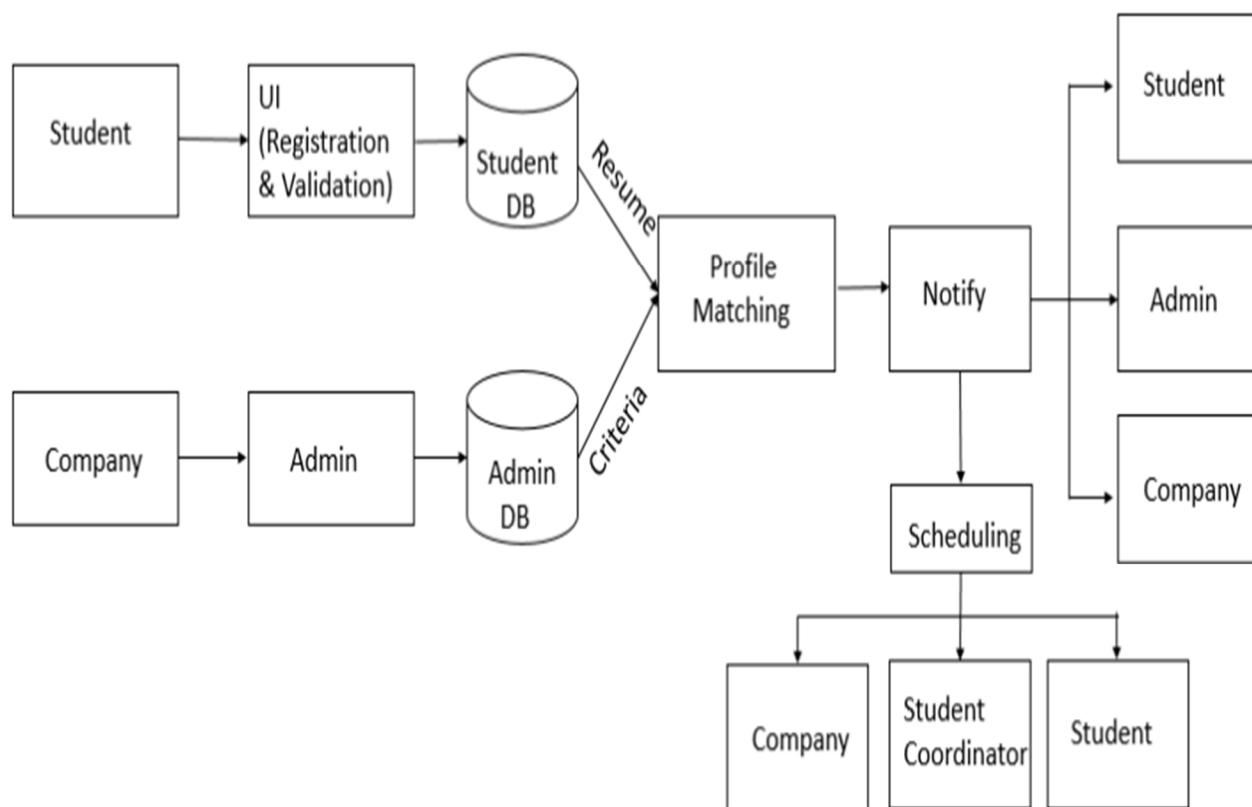 Student
UI
(Registration
& Validation)
Student
DB
Resume
Profile
Matching
Notify
Student
Admin
Company
Company
Admin
Admin
DB
Criteria
Scheduling
Company
Student
Coordinator
Student